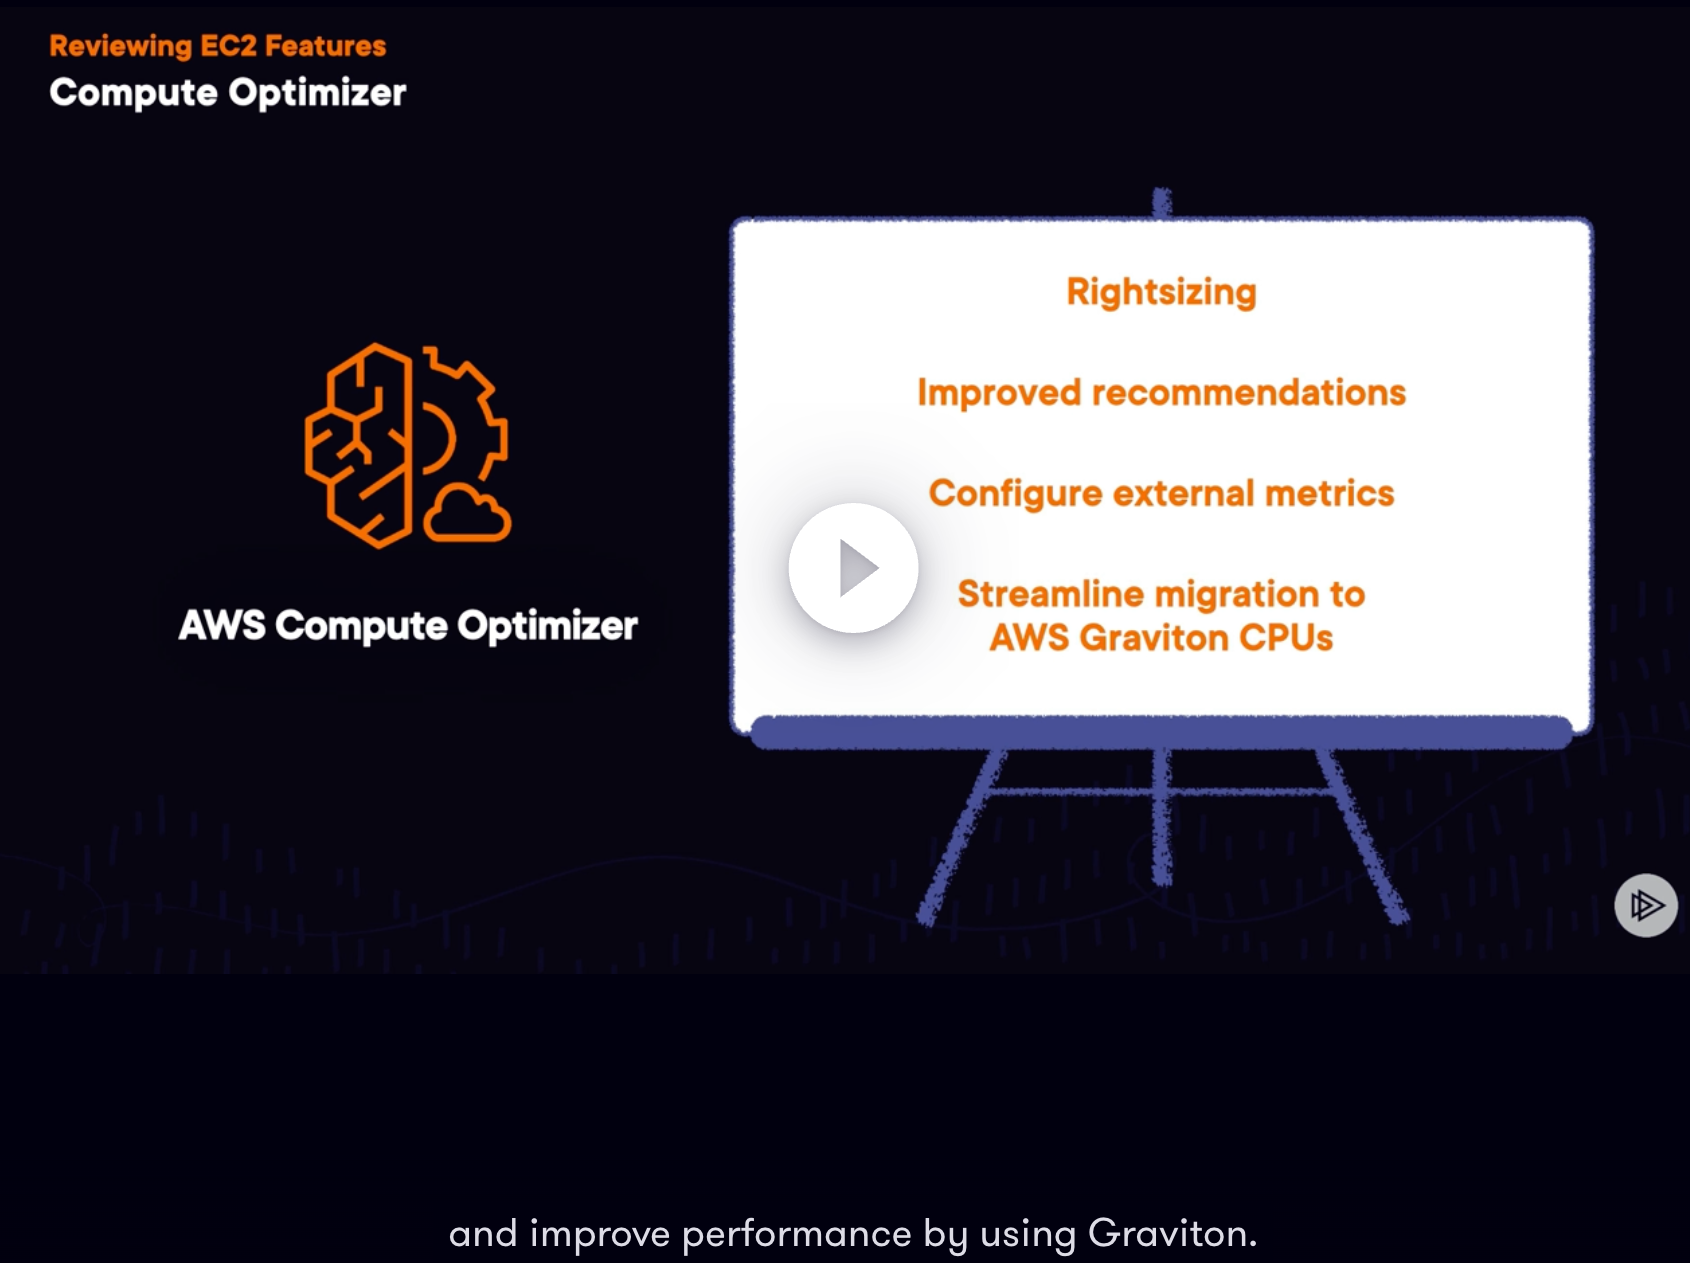 Reviewing EC2 Features
Compute Optimizer
AWS Compute Optimizer
Rightsizing
Improved recommendations
Configure external metrics
Streamline migration to
AWS Graviton CPUs
and improve performance by using Graviton.